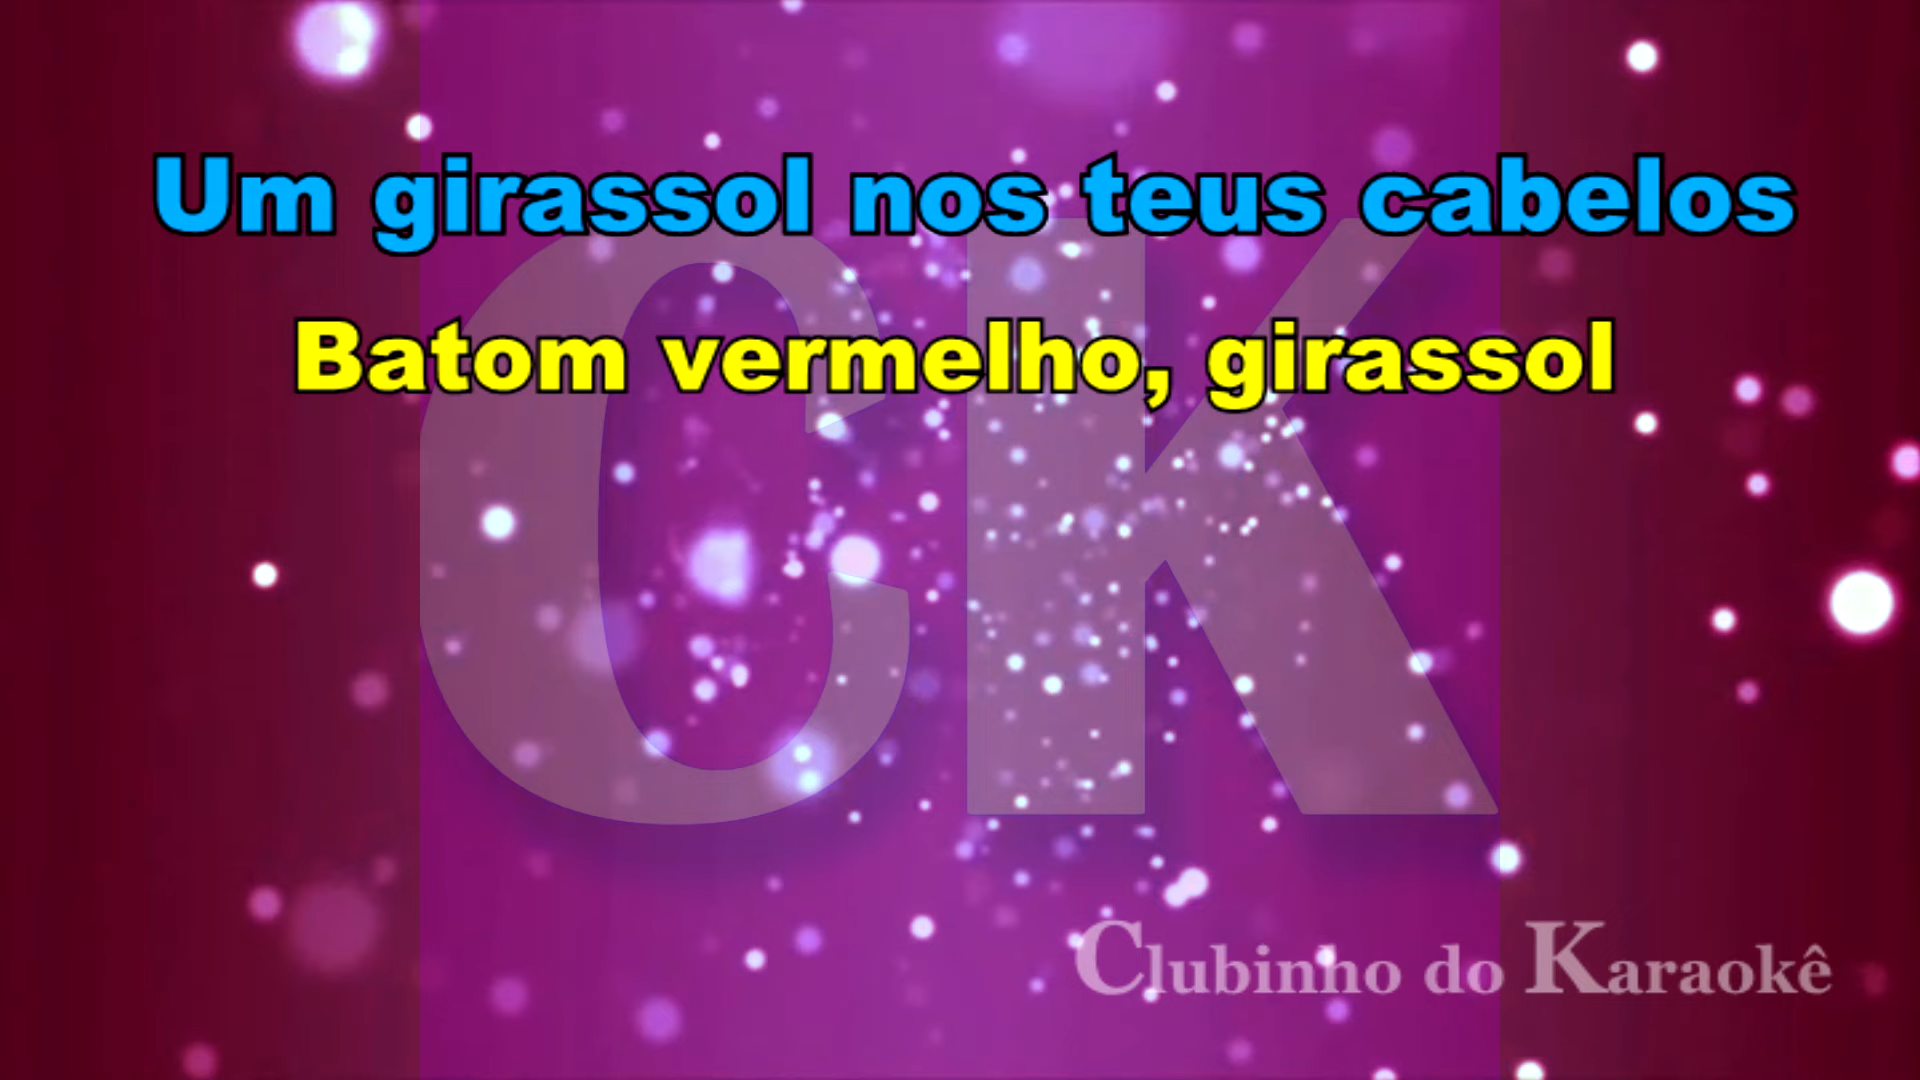 Um girassol nos teus cabelos
Batom vermelho, girassol
CK
Clubinho do Karaokê